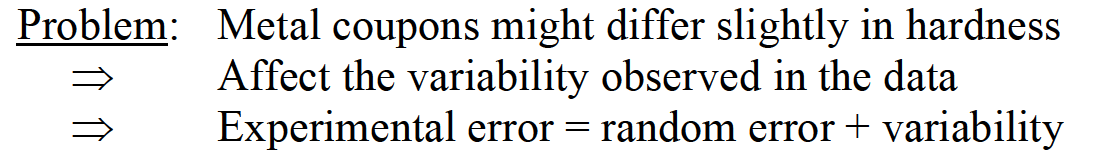 Problem: Metal coupons might differ slightly in hardness
⇒ Affect the variability observed in the data
⇒ Experimental error = random error + variability